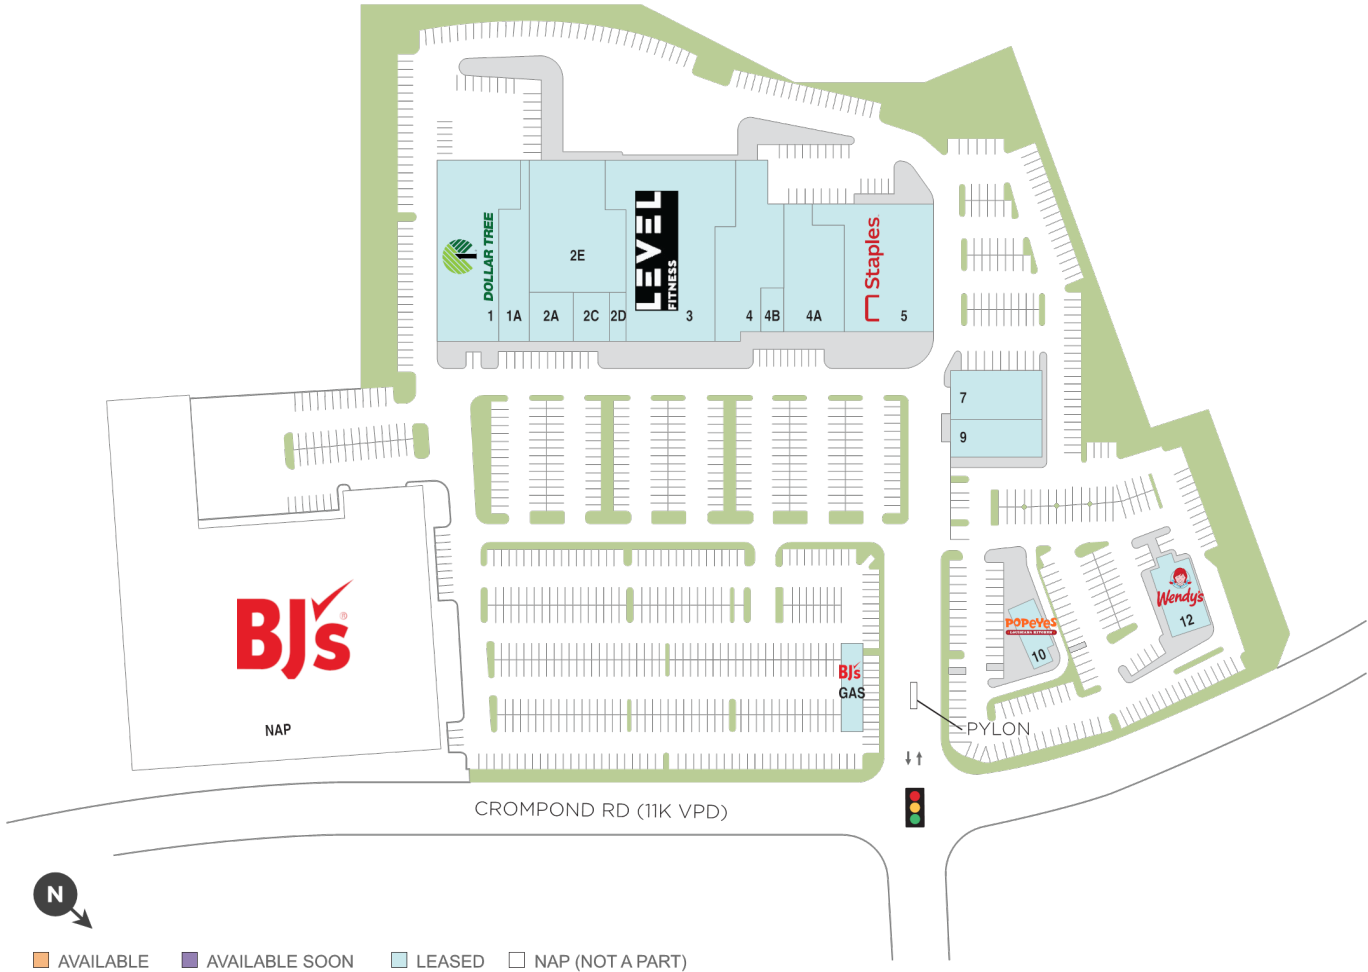 DOLLAR TREE
1
1A
2E
2A
2C
2D
LEVEL
FITNESS
3
4
4B
4A
Staples
5
7
9
BJ's
®
NAP
BJ's
GAS
POPEYES
LOUISIANA KITCHEN
10
Wendy's
12
PYLON
CROMPOND RD (11K VPD)
N
AVAILABLE
AVAILABLE SOON
LEASED
NAP (NOT A PART)